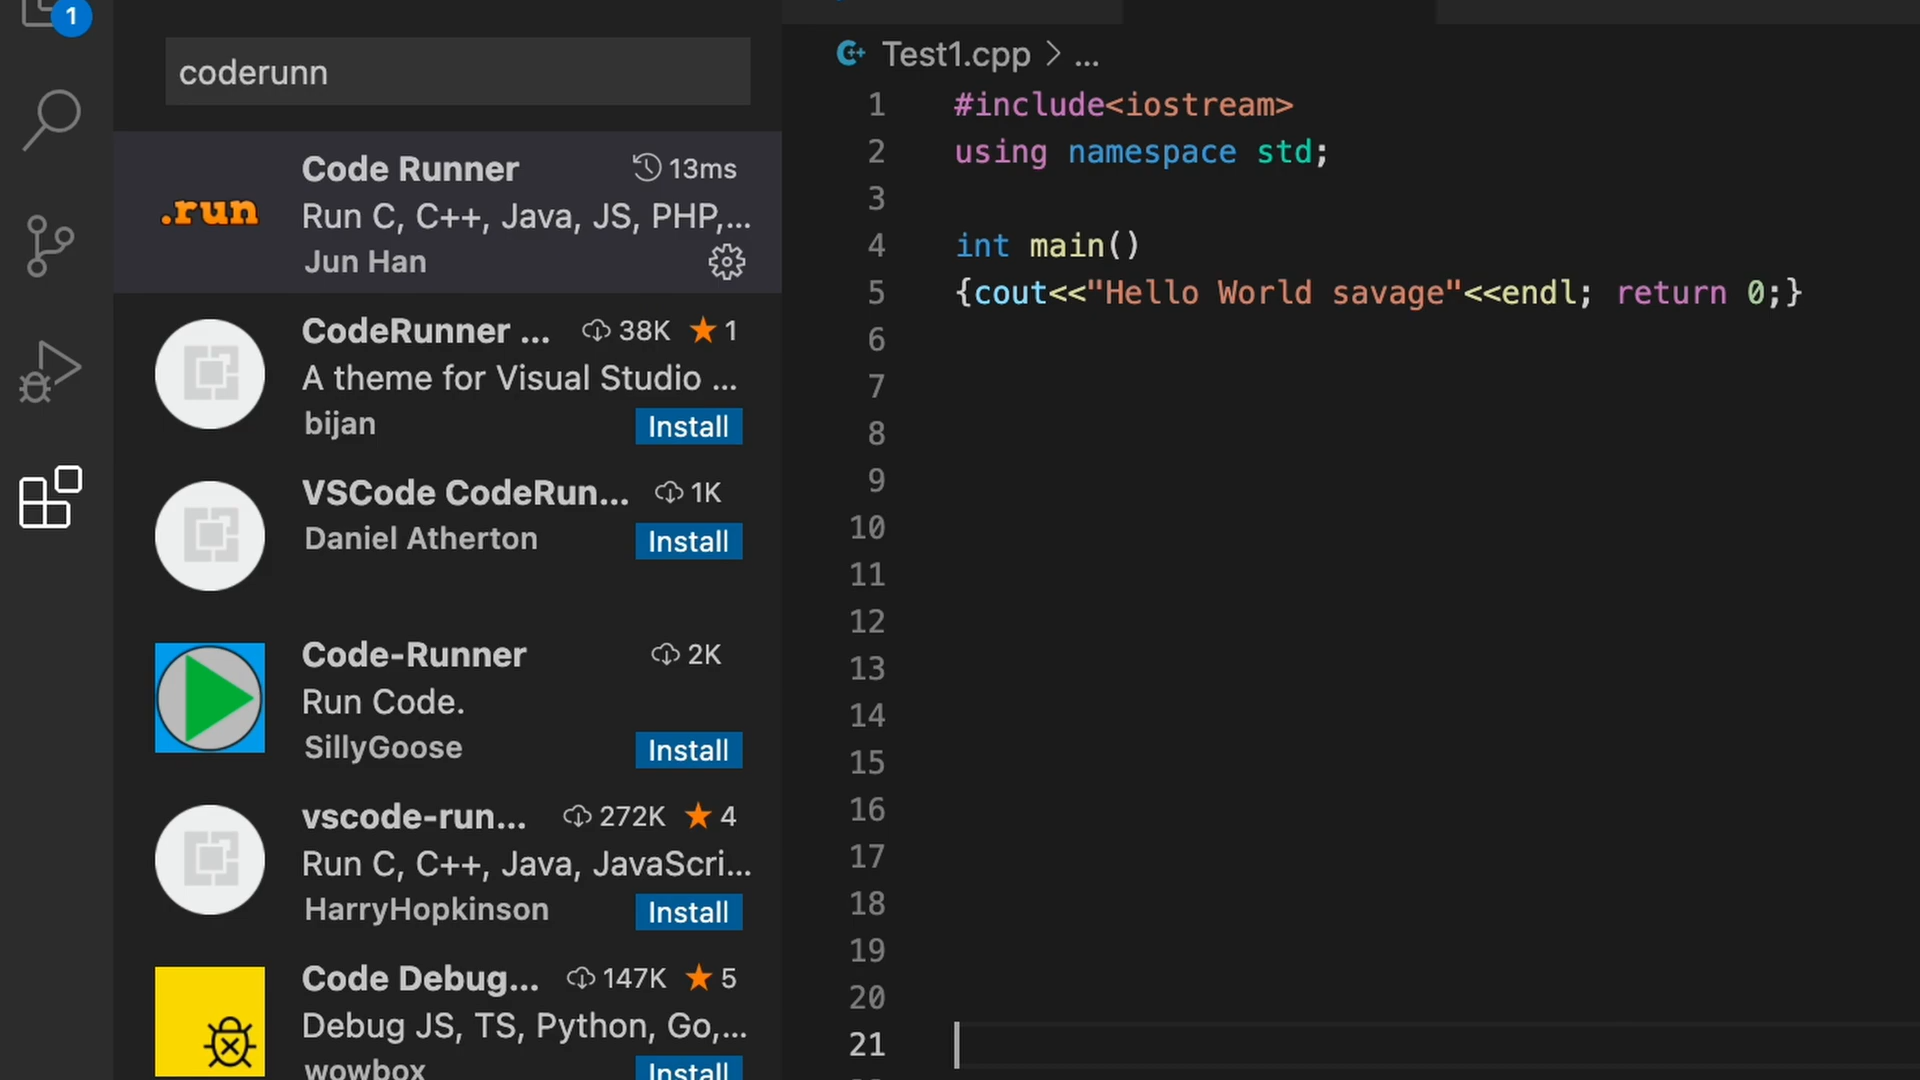 1
coderunn
Code Runner 13ms
.run
Run C, C++, Java, JS, PHP,...
Jun Han
CodeRunner ... 38K ★ 1
A theme for Visual Studio ...
bijan Install
VSCode CodeRun... 1K
Daniel Atherton Install
Code-Runner 2K
Run Code.
SillyGoose Install
vscode-run... 272K ★ 4
Run C, C++, Java, JavaScri...
HarryHopkinson Install
Code Debug... 147K ★ 5
Debug JS, TS, Python, Go,...
wowbox Install
Test1.cpp > ...
1 #include<iostream>
2 using namespace std;
3
4 int main()
5 {cout<<"Hello World savage"<<endl; return 0;}
6
7
8
9
10
11
12
13
14
15
16
17
18
19
20
21